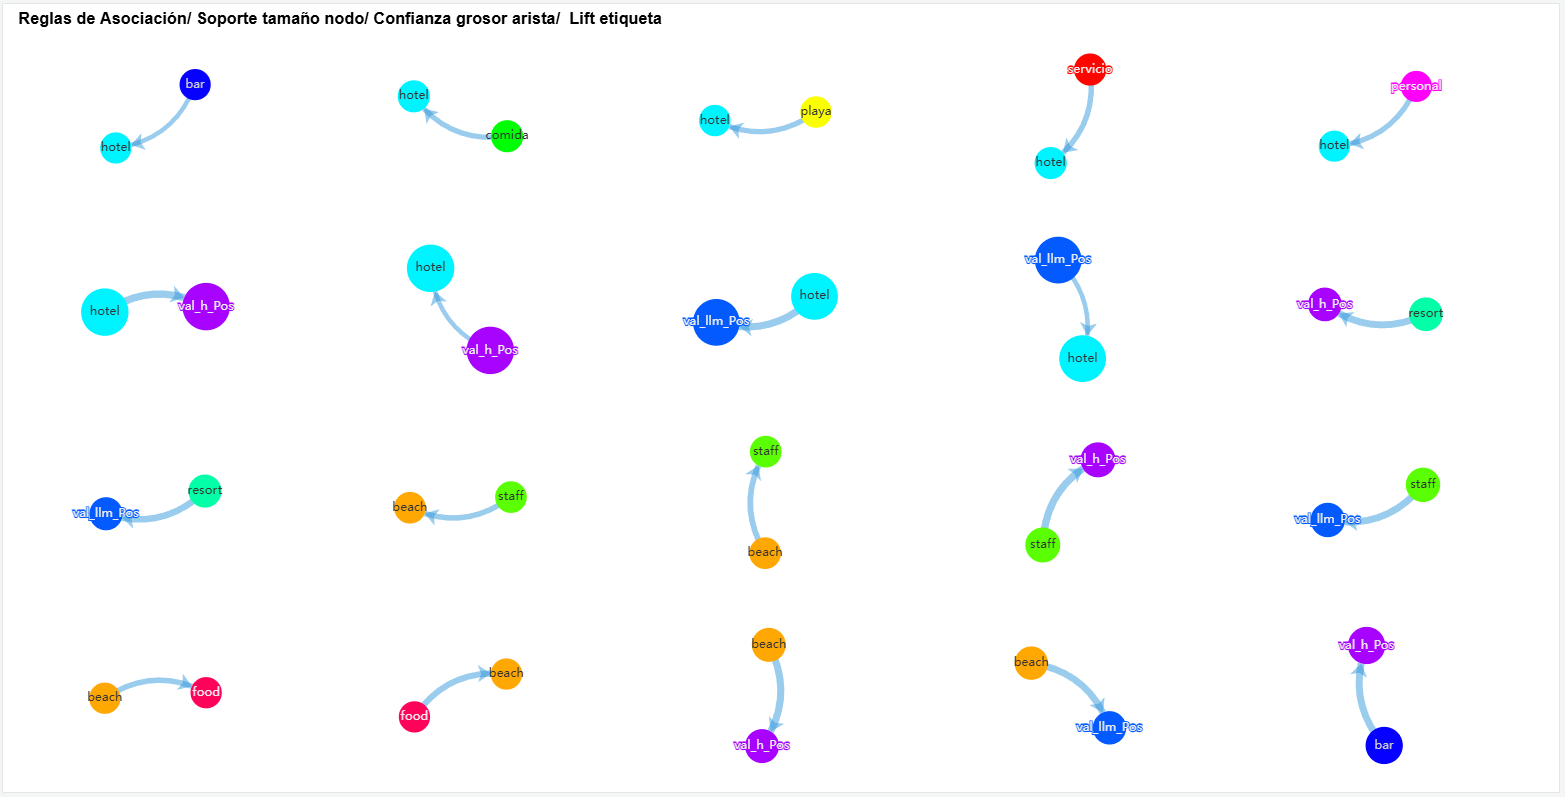 Reglas de Asociación/ Soporte tamaño nodo/ Confianza grosor arista/ Lift etiqueta
bar
hotel
hotel
comida
hotel
playa
servicio
hotel
personal
hotel
hotel
val_h_Pos
hotel
val_h_Pos
val_llm_Pos
hotel
val_llm_Pos
hotel
val_h_Pos
resort
val_llm_Pos
resort
beach
staff
staff
beach
val_h_Pos
staff
val_llm_Pos
staff
beach
food
food
beach
beach
val_h_Pos
beach
val_llm_Pos
val_h_Pos
bar